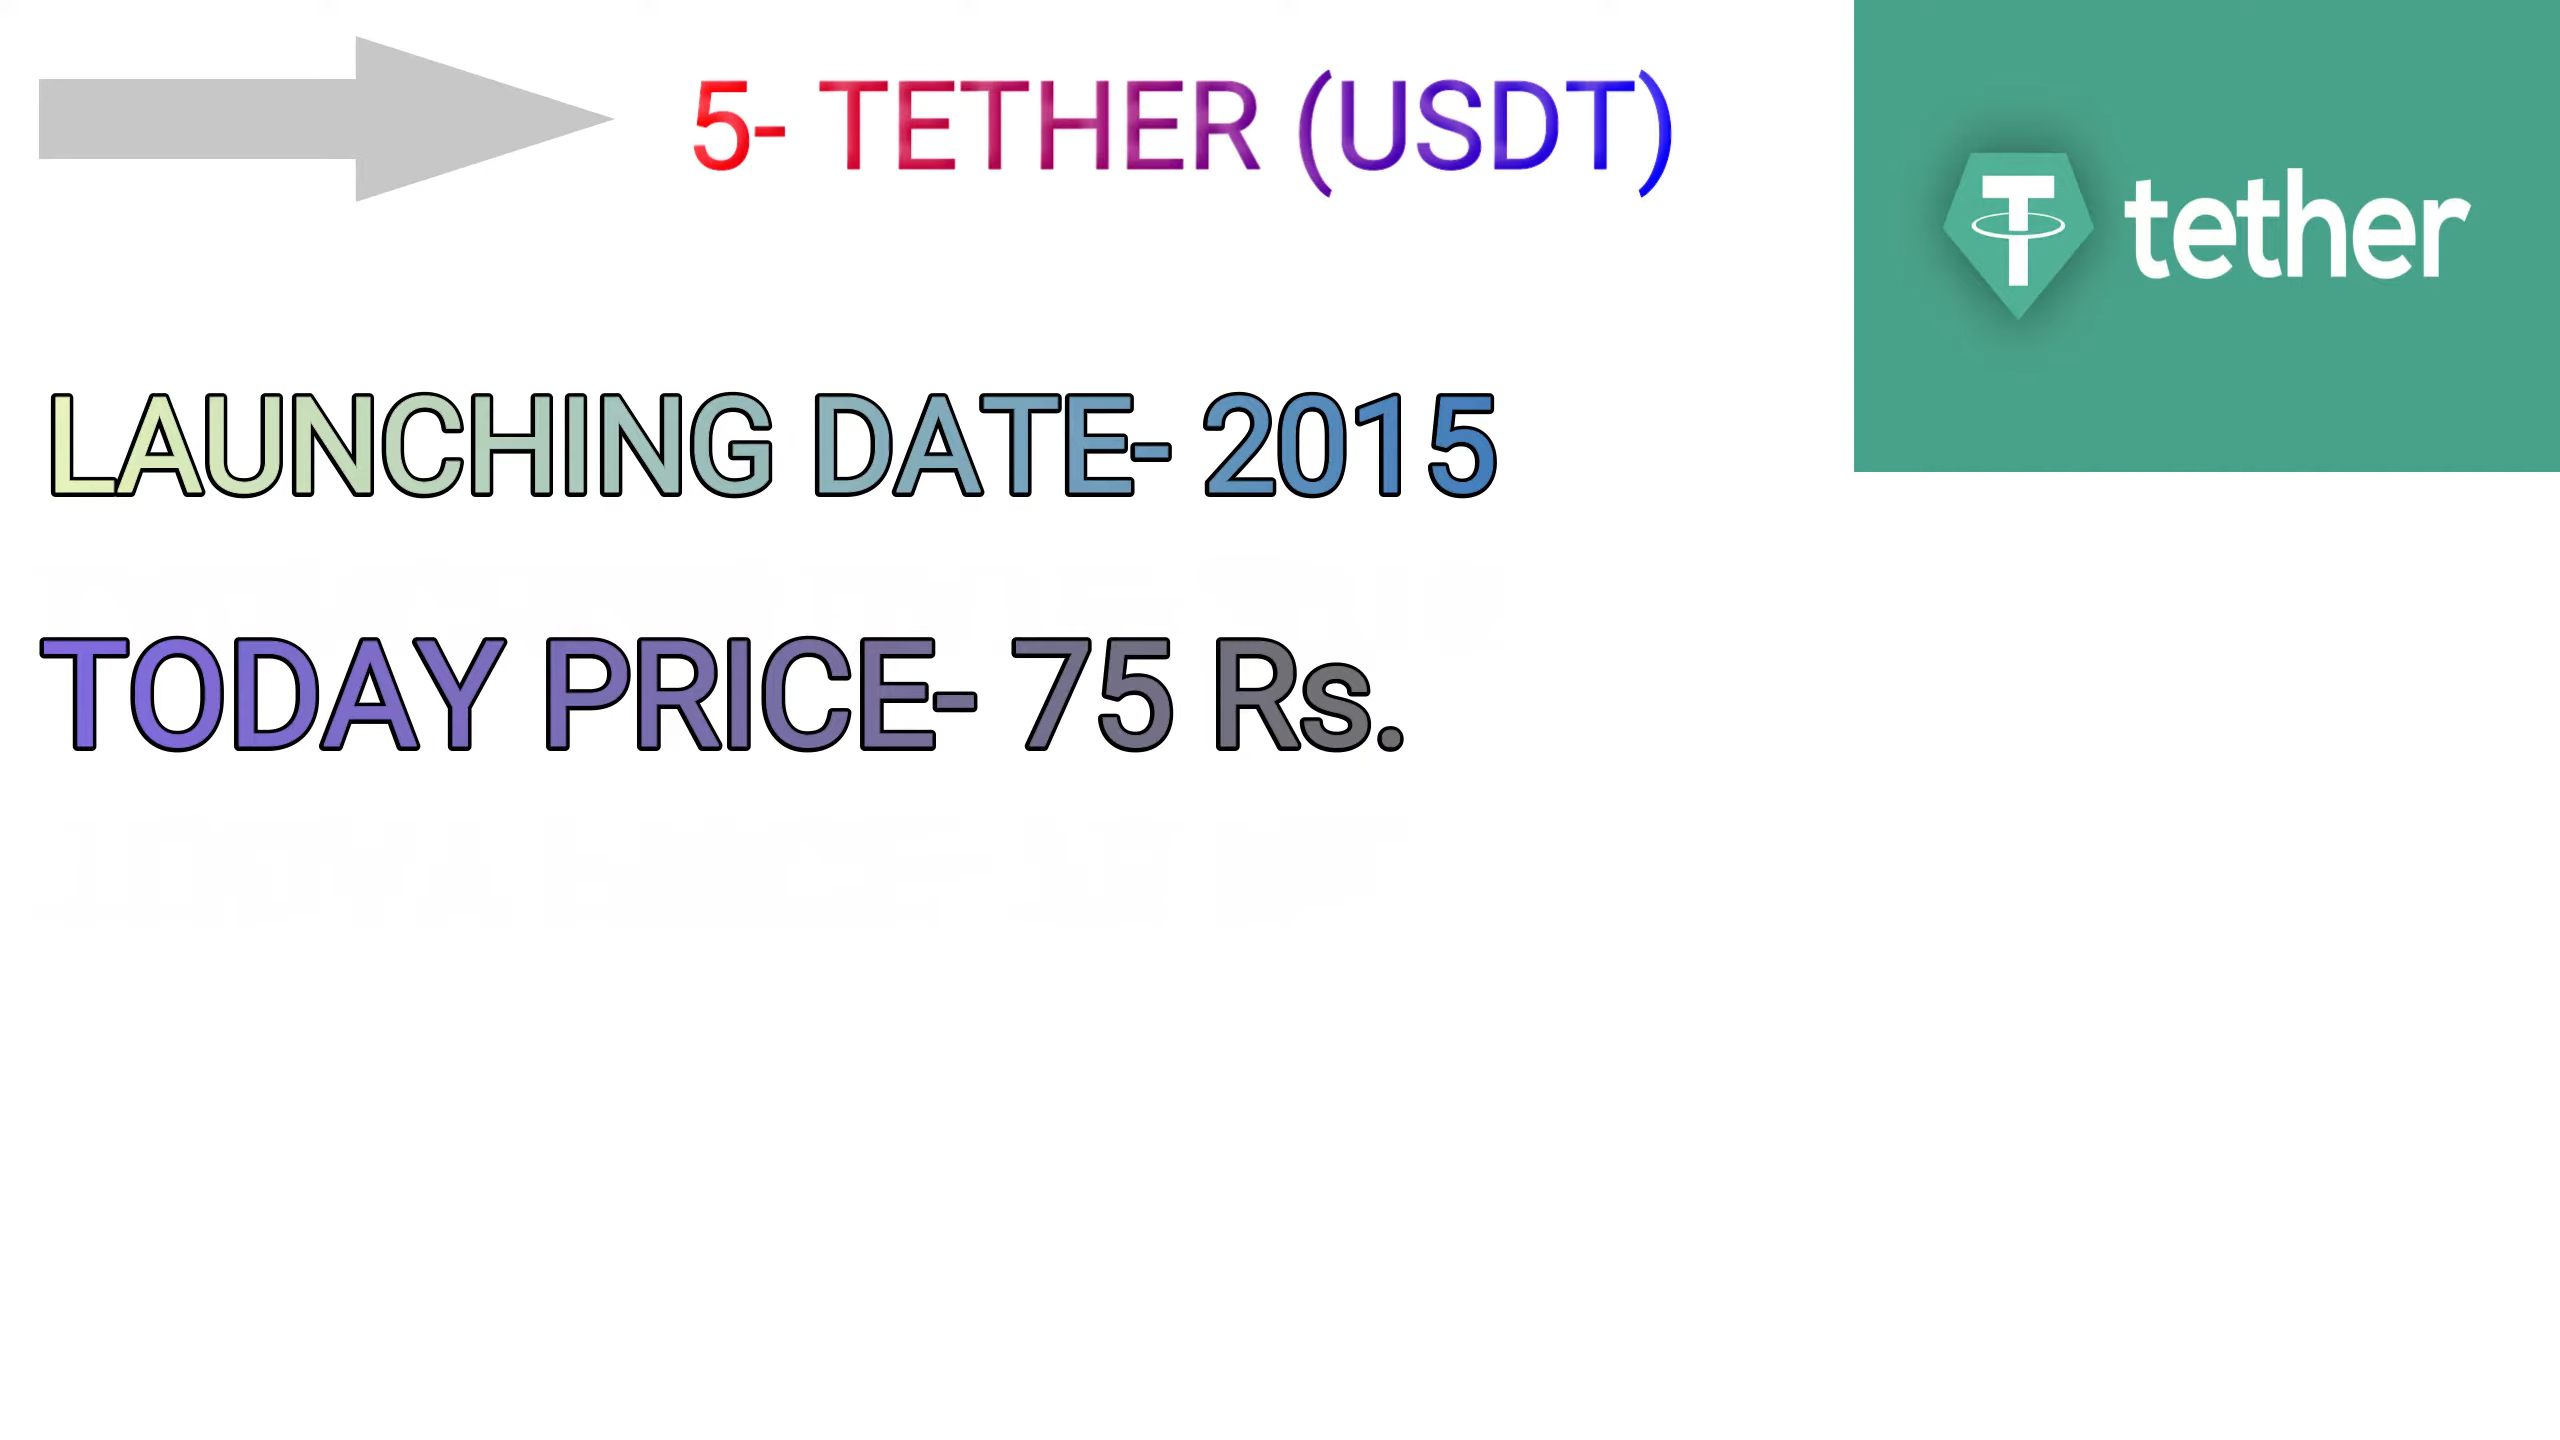 5- TETHER (USDT)
tether
LAUNCHING DATE- 2015
TODAY PRICE- 75 Rs.